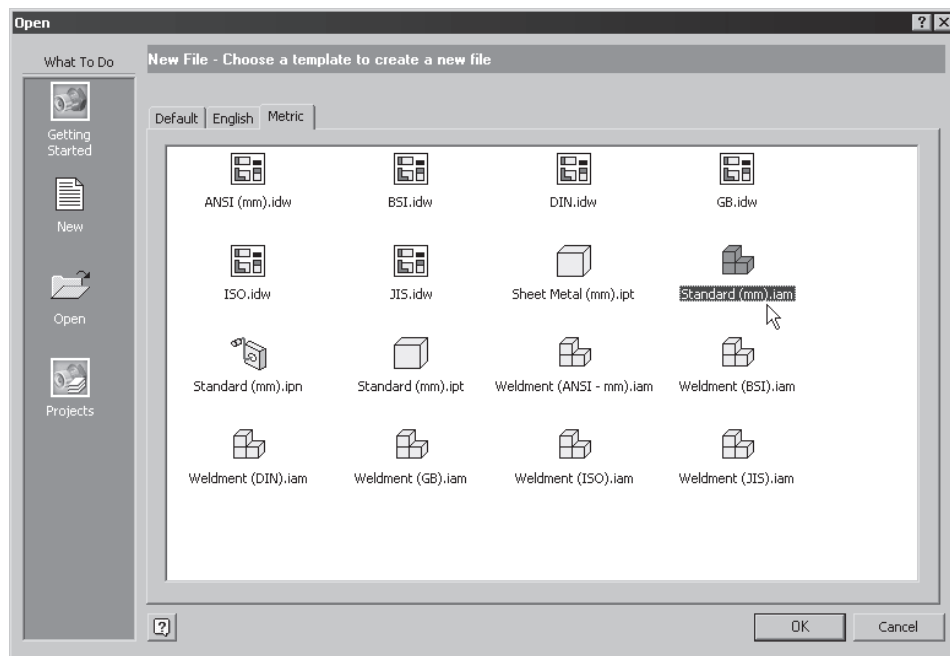 Open
What To Do
New File - Choose a template to create a new file
Getting
Started
New
Open
Projects
Default English Metric
ANSI (mm).idw BSI.idw DIN.idw GB.idw
ISO.idw JIS.idw Sheet Metal (mm).ipt Standard (mm).iam
Standard (mm).ipn Standard (mm).ipt Weldment (ANSI - mm).iam Weldment (BSI).iam
Weldment (DIN).iam Weldment (GB).iam Weldment (ISO).iam Weldment (JIS).iam
OK Cancel